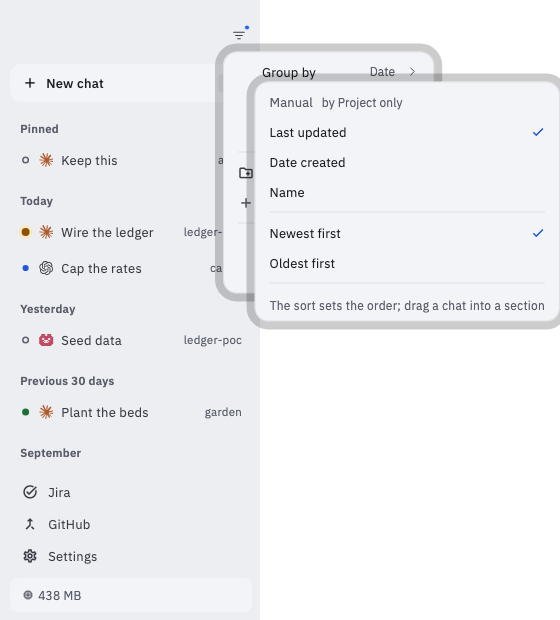 New chat
Pinned
Keep this
Today
Wire the ledger ledger-
Cap the rates ca
Yesterday
Seed data ledger-poc
Previous 30 days
Plant the beds garden
September
Jira
GitHub
Settings
438 MB
Group by Date
Manual by Project only
Last updated
Date created
Name
Newest first
Oldest first
The sort sets the order; drag a chat into a section